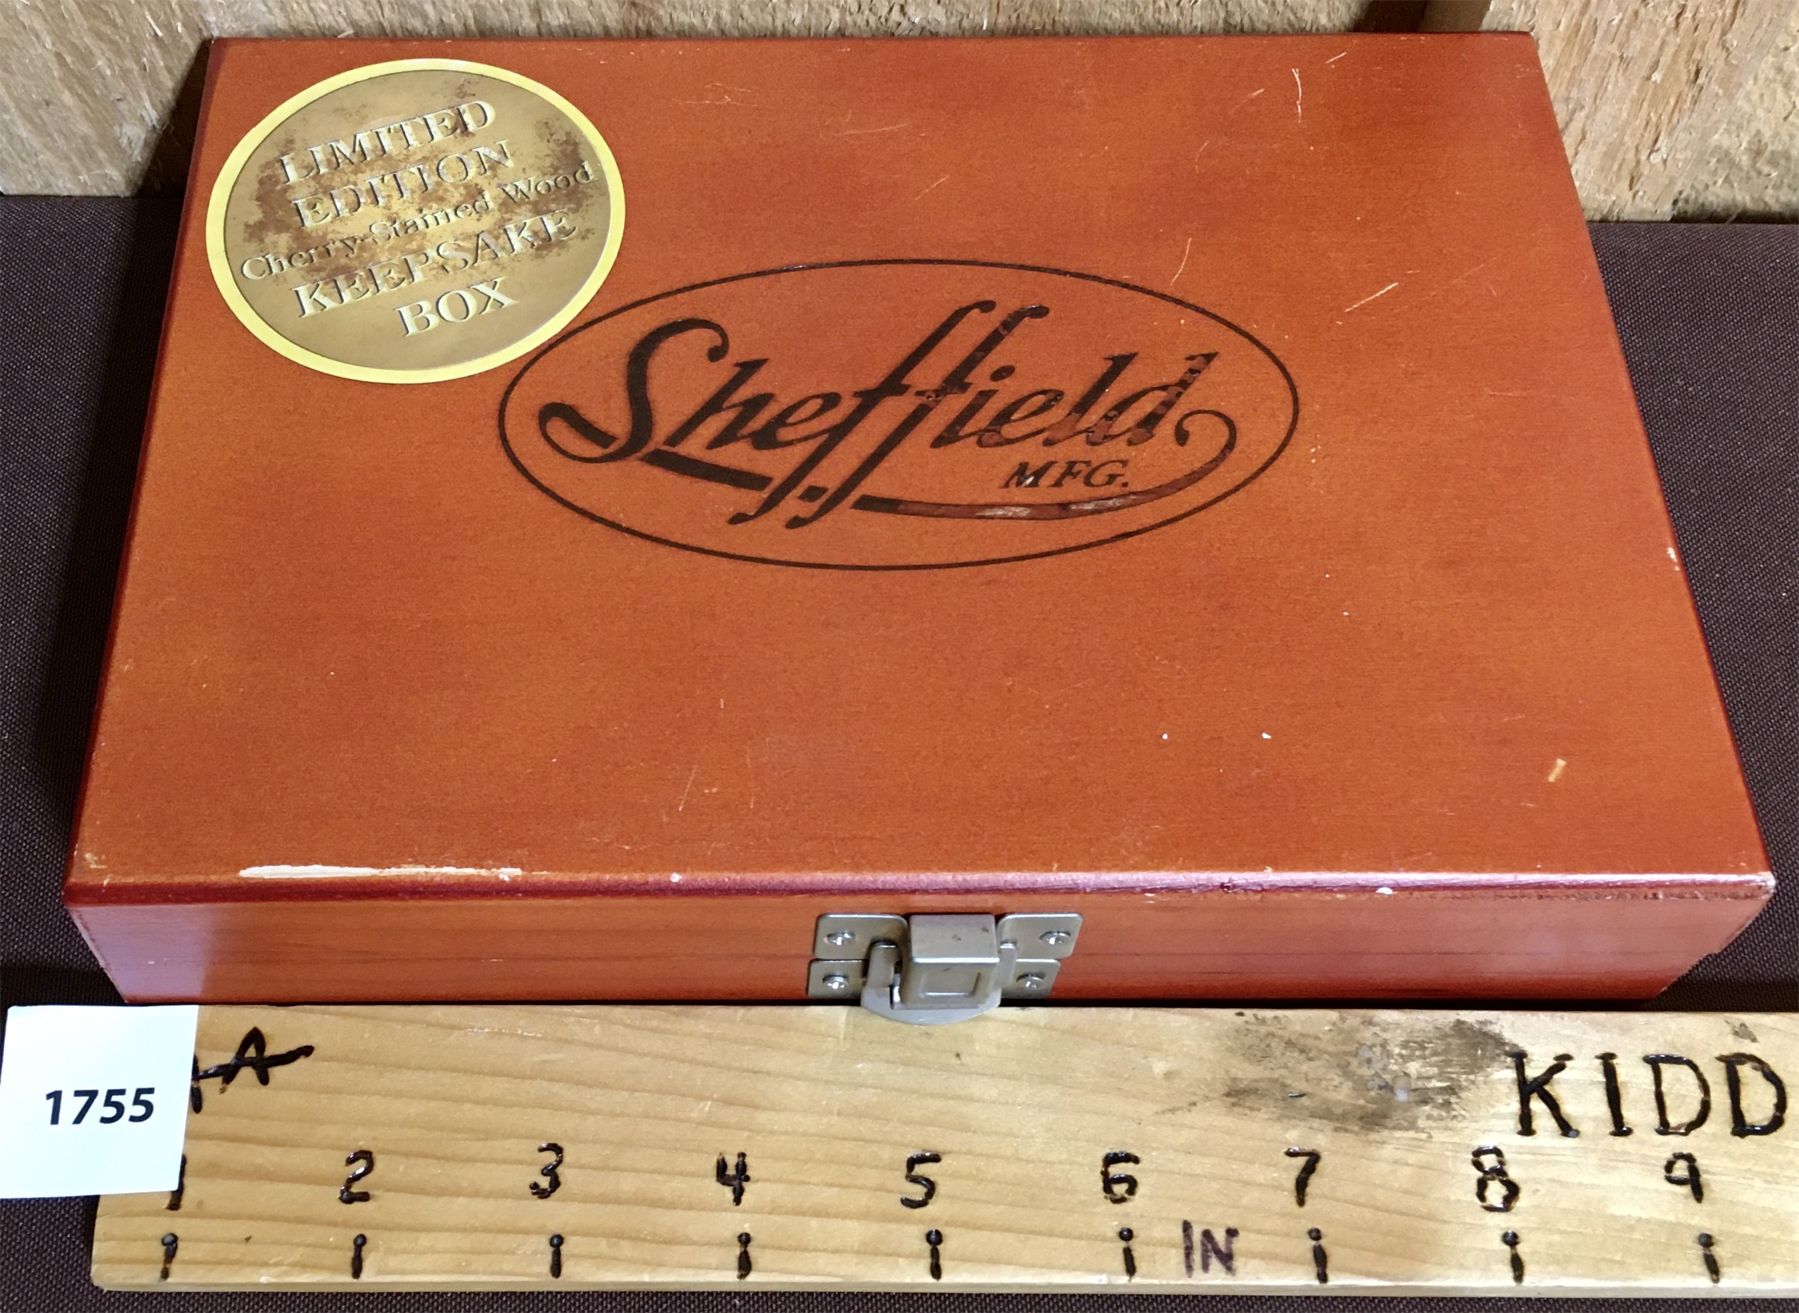 LIMITED
EDITION
Cherry-Stained Wood
KEEPSAKE
BOX
Sheffield
MFG.
1755
A
KIDD
1 2 3 4 5 6 7 8 9
IN